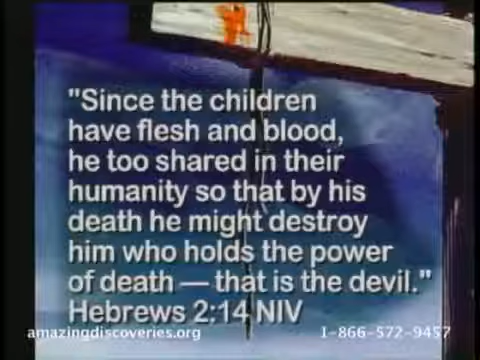 "Since the children
have flesh and blood,
he too shared in their
humanity so that by his
death he might destroy
him who holds the power
of death — that is the devil."
Hebrews 2:14 NIV
amazingdiscoveries.org 1-866-572-9457